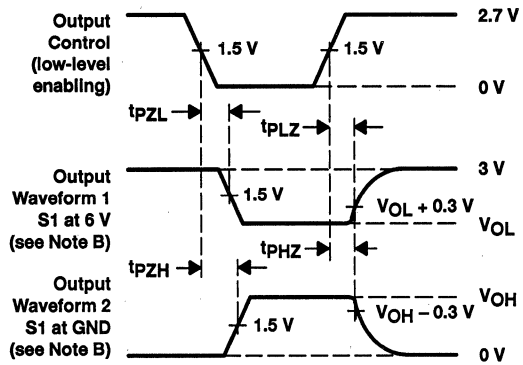 Output
Control
(low-level
enabling)
1.5 V
1.5 V
2.7 V
0 V
tPZL
tPLZ
Output
Waveform 1
S1 at 6 V
(see Note B)
1.5 V
3 V
VOL + 0.3 V
VOL
tPHZ
tPZH
Output
Waveform 2
S1 at GND
(see Note B)
1.5 V
VOH
VOH – 0.3 V
0 V